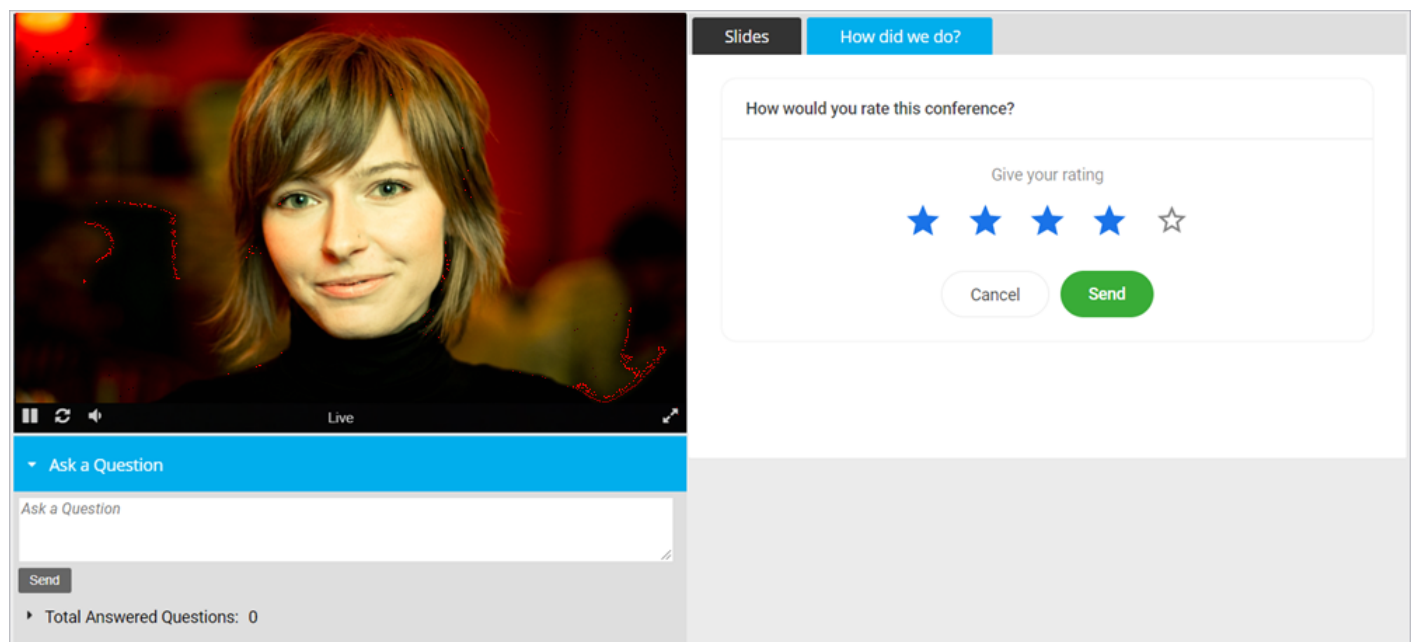 Slides
How did we do?
How would you rate this conference?
Give your rating
Cancel
Send
Live
Ask a Question
Ask a Question
Send
Total Answered Questions: 0